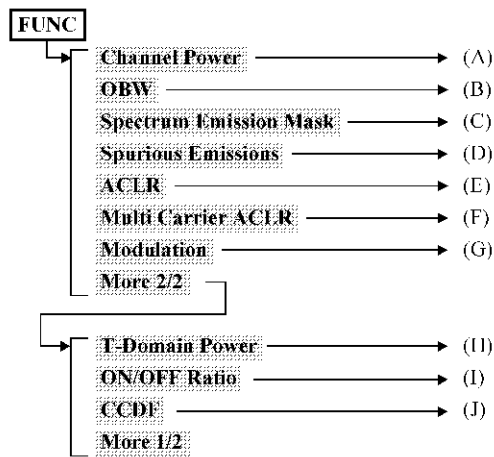 FUNC
Channel Power (A)
OBW (B)
Spectrum Emission Mask (C)
Spurious Emissions (D)
ACLR (E)
Multi Carrier ACLR (F)
Modulation (G)
More 2/2
T-Domain Power (H)
ON/OFF Ratio (I)
CCDF (J)
More 1/2